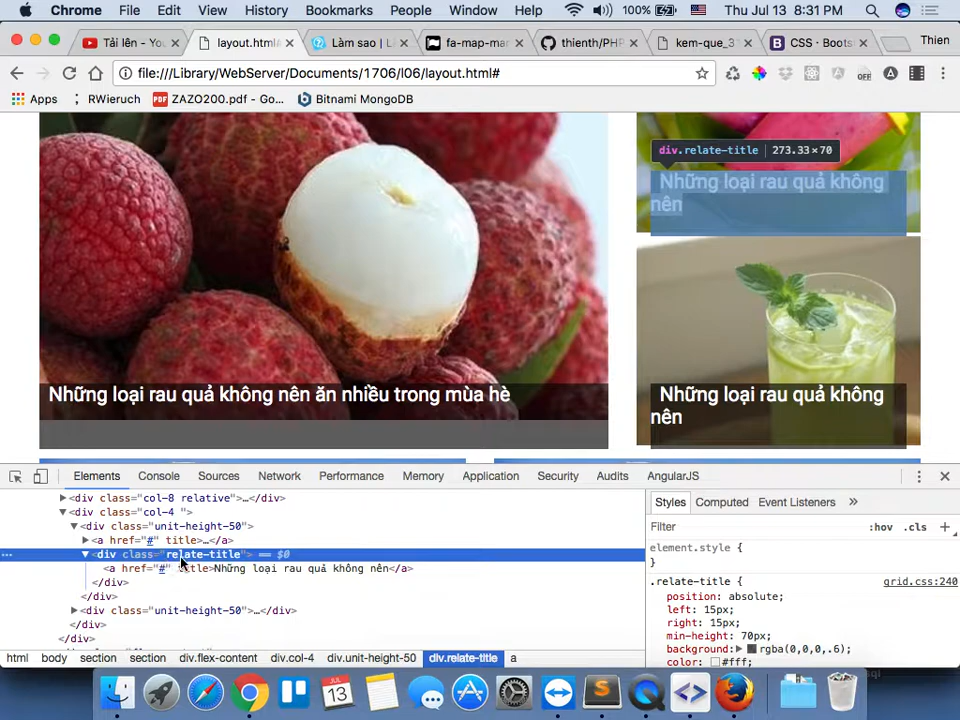 Chrome File Edit View History Bookmarks People Window Help 100% Thu Jul 13 8:31 PM
Tải lên - You layout.html# Làm sao | L fa-map-mar thienth/PHP kem-que_3 CSS · Boots Thien
file:///Library/WebServer/Documents/1706/l06/layout.html# OFF
Apps RWieruch PDF ZAZO200.pdf - Go... Bitnami MongoDB
div.relate-title 273.33×70
Những loại rau quả không
nên
Những loại rau quả không nên ăn nhiều trong mùa hè
Những loại rau quả không
nên
Elements Console Sources Network Performance Memory Application Security Audits AngularJS
<div class="col-8 relative">…</div>
<div class="col-4 ">
<div class="unit-height-50">
<a href="#" title>…</a>
<div class="relate-title"> == $0
<a href="#" title>Những loại rau quả không nên</a>
</div>
</div>
<div class="unit-height-50">…</div>
</div>
</div>
html body section section div.flex-content div.col-4 div.unit-height-50 div.relate-title a
Styles Computed Event Listeners »
Filter :hov .cls +
element.style {
}
.relate-title { grid.css:240
position: absolute;
left: 15px;
right: 15px;
min-height: 70px;
background: rgba(0,0,0,.6);
color: #fff;
JUL
13